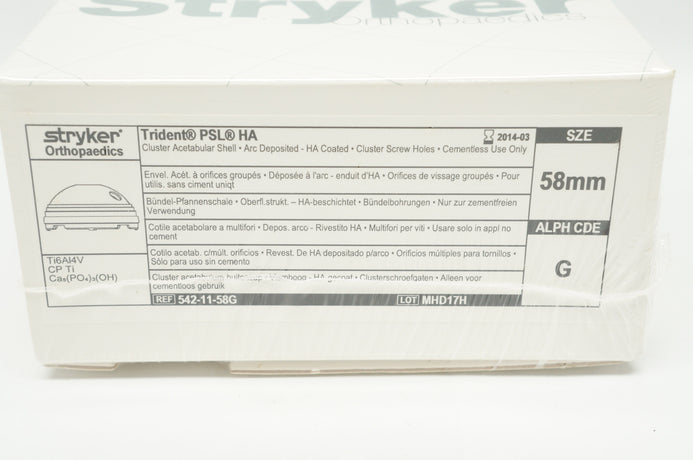 Stryker
Orthopaedics
stryker®
Orthopaedics
Trident® PSL® HA
2014-03
Cluster Acetabular Shell • Arc Deposited - HA Coated • Cluster Screw Holes • Cementless Use Only
Envel. Acét. à orifices groupés • Déposée à l'arc - enduit d'HA • Orifices de vissage groupés • Pour
utilis. sans ciment uniqt
Bündel-Pfannenschale • Oberfl.strukt. – HA-beschichtet • Bündelbohrungen • Nur zur zementfreien
Verwendung
Cotile acetabolare a multifori • Depos. arco - Rivestito HA • Multifori per viti • Usare solo in appl no
cement
Cotilo acetab. c/múlt. orificios • Revest. De HA depositado p/arco • Orificios múltiples para tornillos •
Sólo para uso sin cemento
Cluster acetabulum - HA • Clusterschroefgaten • Alleen voor
cementloos gebruik
Ti6Al4V
CP Ti
Ca₅(PO₄)₃(OH)
REF 542-11-58G
LOT MHD17H
SZE
58mm
ALPH CDE
G